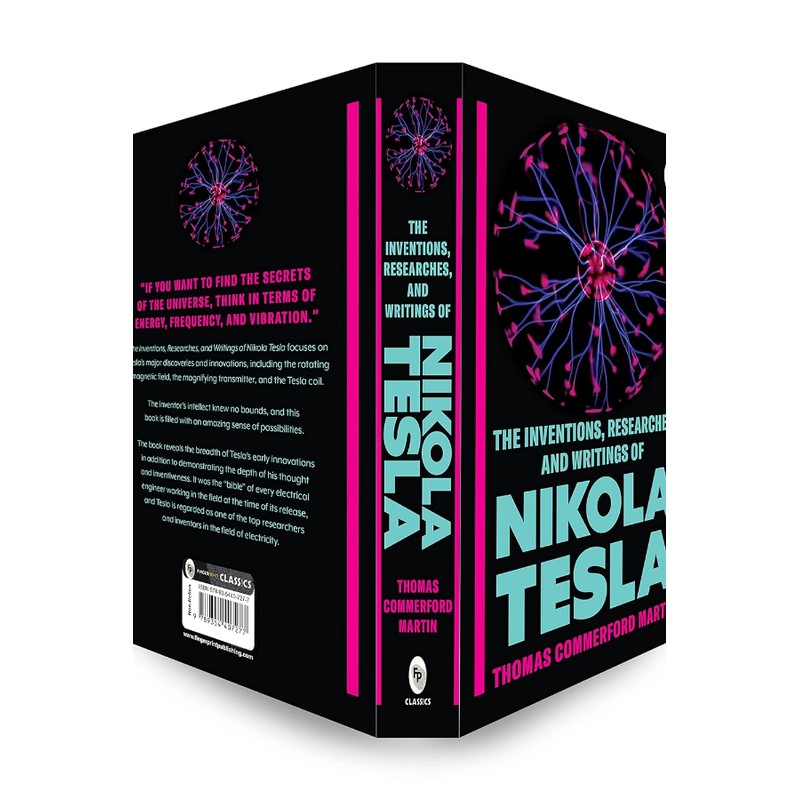 "IF YOU WANT TO FIND THE SECRETS
OF THE UNIVERSE, THINK IN TERMS OF
ENERGY, FREQUENCY, AND VIBRATION."
Inventions, Researches, and Writings of Nikola Tesla focuses on
major discoveries and innovations, including the rotating
magnetic field, the magnifying transmitter, and the Tesla coil.
The Inventor's intellect knew no bounds, and this
book is filled with an amazing sense of possibilities.
The book reveals the breadth of Tesla's early innovations
in addition to demonstrating the depth of his thought
and inventiveness. It was the "bible" of every electrical
engineer working in the field at the time of its release,
and Tesla is regarded as one of the top researchers
and inventors in the field of electricity.
FINGERPRINT CLASSICS
Non-Fiction
9 789354 407277
www.fingerprintpublishing.com
THE
INVENTIONS,
RESEARCHES,
AND
WRITINGS OF
NIKOLA
TESLA
THOMAS
COMMERFORD
MARTIN
FP
CLASSICS
THE INVENTIONS, RESEARCHE
AND WRITINGS OF
NIKOLA
TESLA
THOMAS COMMERFORD MART